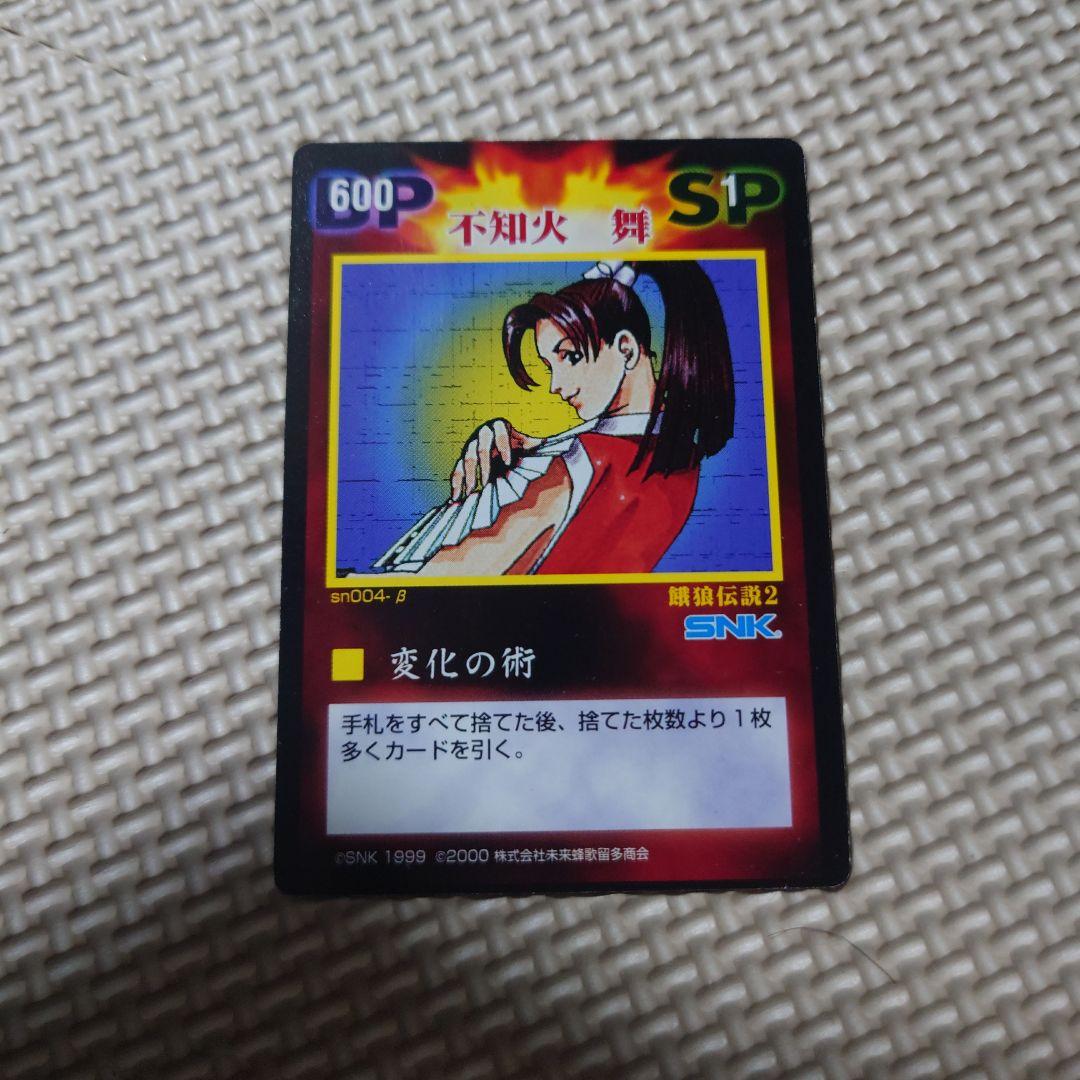 600 DP
SP 1
不知火 舞
sn004-β
餓狼伝説2
SNK®
変化の術
手札をすべて捨てた後、捨てた枚数より1枚
多くカードを引く。
©SNK 1999 ©2000 株式会社未来蜂歌留多商会